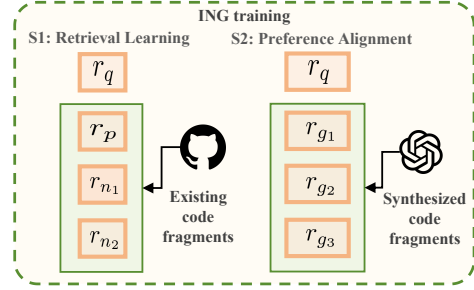 ING training
S1: Retrieval Learning
S2: Preference Alignment
r_q
r_q
r_p
r_{n_1}
r_{n_2}
Existing
code
fragments
r_{g_1}
r_{g_2}
r_{g_3}
Synthesized
code
fragments